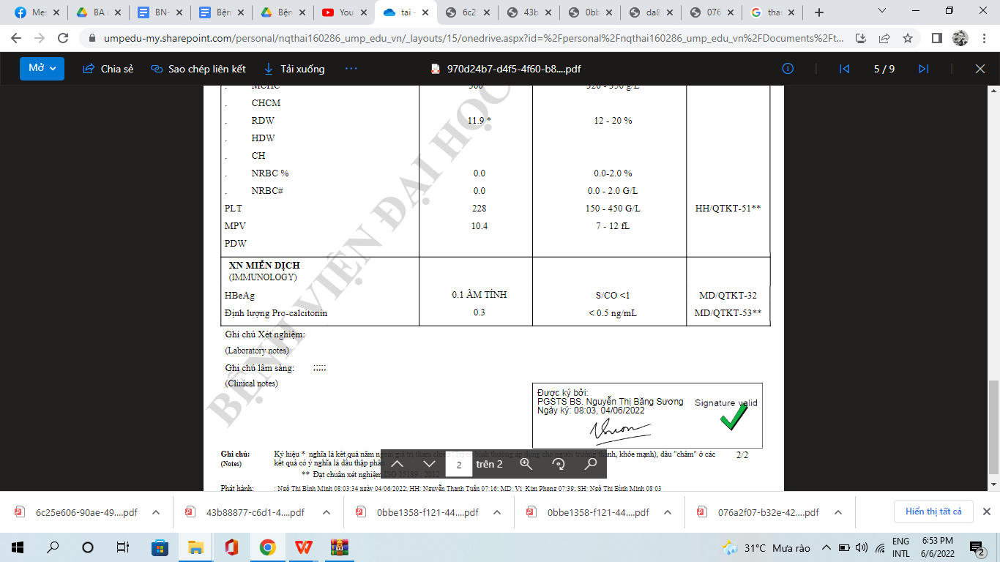 Mes
BA
BN-
Bện
Bện
You
tai -
6c2
43b
0bb
da8
076
thar
umpedu-my.sharepoint.com/personal/nqthai160286_ump_edu_vn/_layouts/15/onedrive.aspx?id=%2Fpersonal%2Fnqthai160286_ump_edu_vn%2FDocuments%2Ft...
Mở
Chia sẻ
Sao chép liên kết
Tải xuống
970d24b7-d4f5-4f60-b8....pdf
5 / 9
. MCHC
. CHCM
. RDW 11.9 * 12 - 20 %
. HDW
. CH
. NRBC % 0.0 0.0-2.0 %
. NRBC# 0.0 0.0 - 2.0 G/L
PLT 228 150 - 450 G/L HH/QTKT-51**
MPV 10.4 7 - 12 fL
PDW
BỆNH VIỆN ĐẠI HỌC
XN MIỄN DỊCH
(IMMUNOLOGY)
HBeAg 0.1 ÂM TÍNH S/CO <1 MD/QTKT-32
Định lượng Pro-calcitonin 0.3 < 0.5 ng/mL MD/QTKT-53**
Ghi chú Xét nghiệm:
(Laboratory notes)
Ghi chú lâm sàng: ;;;;;
(Clinical notes)
Được ký bởi:
PGSTS BS. Nguyễn Thị Băng Sương
Ngày ký: 08:03, 04/06/2022
Signature valid
Ghi chú: Ký hiệu * nghĩa là kết quả nằm ngoài giá trị tham chiếu (Trị số bình thường áp dụng cho người trưởng thành, khỏe mạnh), dấu "chấm" ở các 2/2
(Notes) kết quả có ý nghĩa là dấu thập phân
** Đạt chuẩn xét nghiệm ISO 15189 : 2012
2 trên 2
Phát hành: : Ngô Thị Bình Minh 08:03:34 ngày 04/06/2022; HH: Nguyễn Thanh Tuấn 07:16; MD: Vi Kim Phong 07:39; SH: Ngô Thị Bình Minh 08:03
6c25e606-90ae-49....pdf
43b88877-c6d1-4....pdf
0bbe1358-f121-44....pdf
0bbe1358-f121-44....pdf
076a2f07-b32e-42....pdf
Hiển thị tất cả
31°C Mưa rào
ENG
INTL
6:53 PM
6/6/2022
2